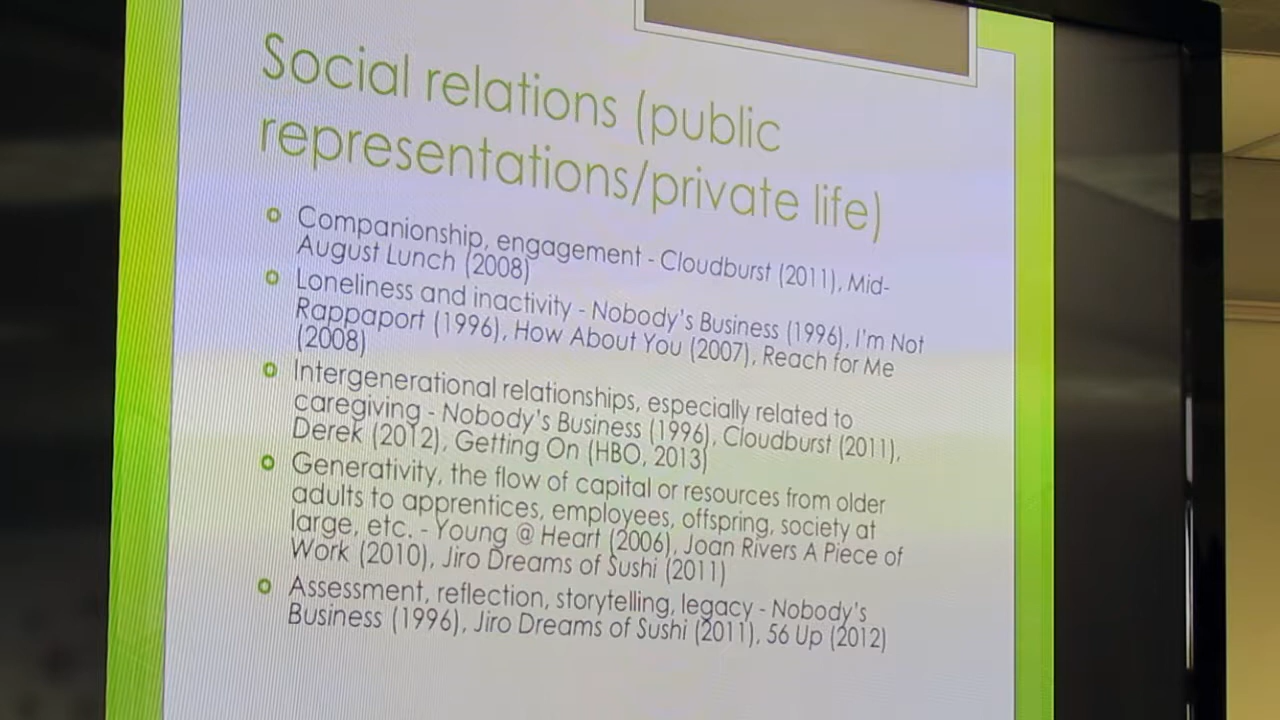 Social relations (public
representations/private life)
Companionship, engagement - Cloudburst (2011), Mid-
August Lunch (2008)
Loneliness and inactivity - Nobody's Business (1996), I'm Not
Rappaport (1996), How About You (2007), Reach for Me
(2008)
Intergenerational relationships, especially related to
caregiving - Nobody's Business (1996), Cloudburst (2011),
Derek (2012), Getting On (HBO, 2013)
Generativity, the flow of capital or resources from older
adults to apprentices, employees, offspring, society at
large, etc. - Young @ Heart (2006), Joan Rivers A Piece of
Work (2010), Jiro Dreams of Sushi (2011)
Assessment, reflection, storytelling, legacy - Nobody's
Business (1996), Jiro Dreams of Sushi (2011), 56 Up (2012)